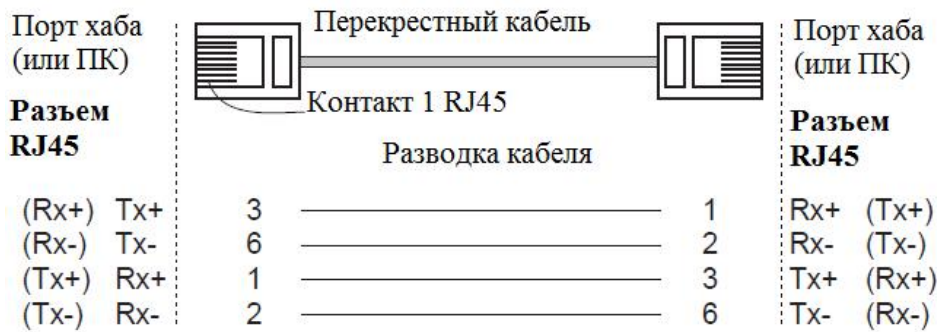 Порт хаба
(или ПК)
Разъем
RJ45
Перекрестный кабель
Контакт 1 RJ45
Разводка кабеля
Порт хаба
(или ПК)
Разъем
RJ45
(Rx+) Tx+ 3 1 Rx+ (Tx+)
(Rx-) Tx- 6 2 Rx- (Tx-)
(Tx+) Rx+ 1 3 Tx+ (Rx+)
(Tx-) Rx- 2 6 Tx- (Rx-)